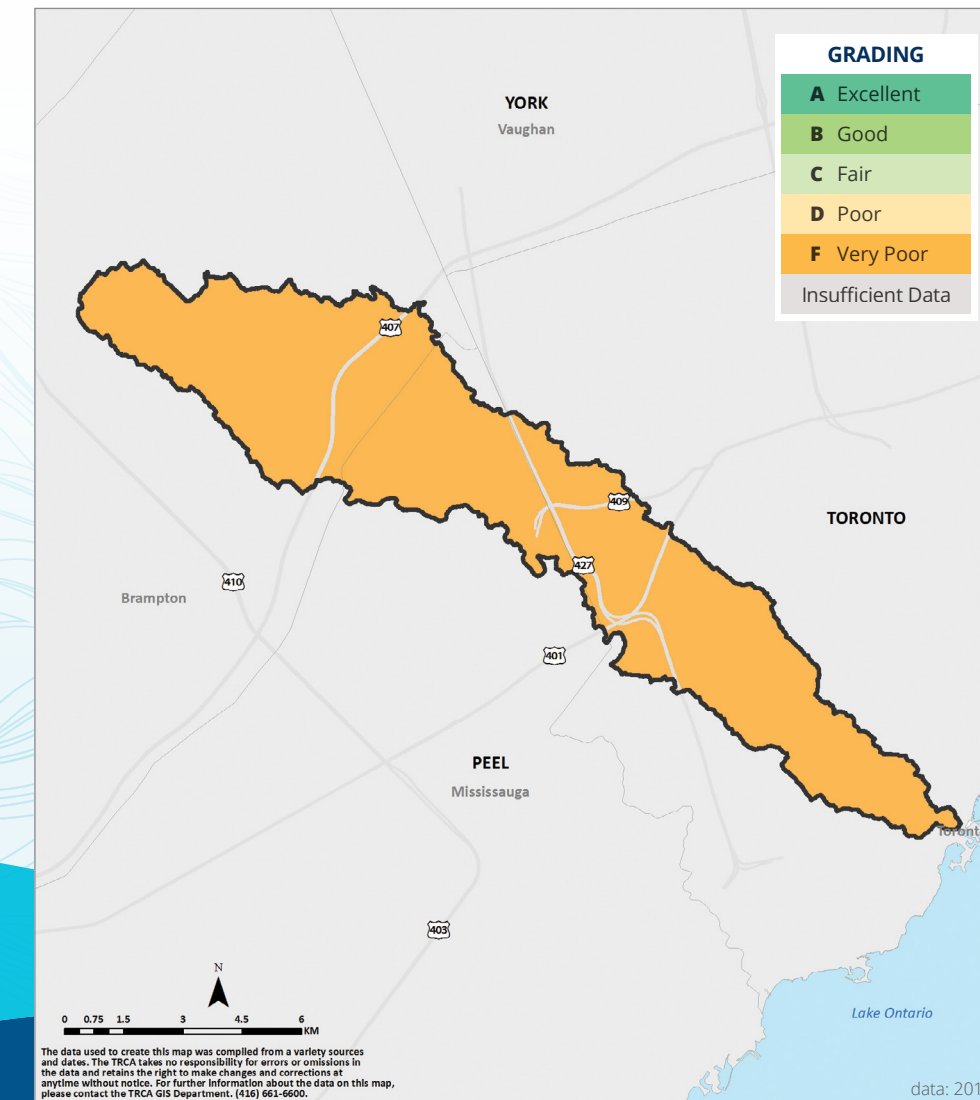 GRADING
A Excellent
B Good
C Fair
D Poor
F Very Poor
Insufficient Data
YORK
Vaughan
407
409
TORONTO
427
410
Brampton
401
PEEL
Mississauga
403
Lake Ontario
N
0 0.75 1.5 3 4.5 6
KM
The data used to create this map was compiled from a variety sources
and dates. The TRCA takes no responsibility for errors or omissions in
the data and retains the right to make changes and corrections at
anytime without notice. For further information about the data on this map,
please contact the TRCA GIS Department. (416) 661-6600.
data: 201